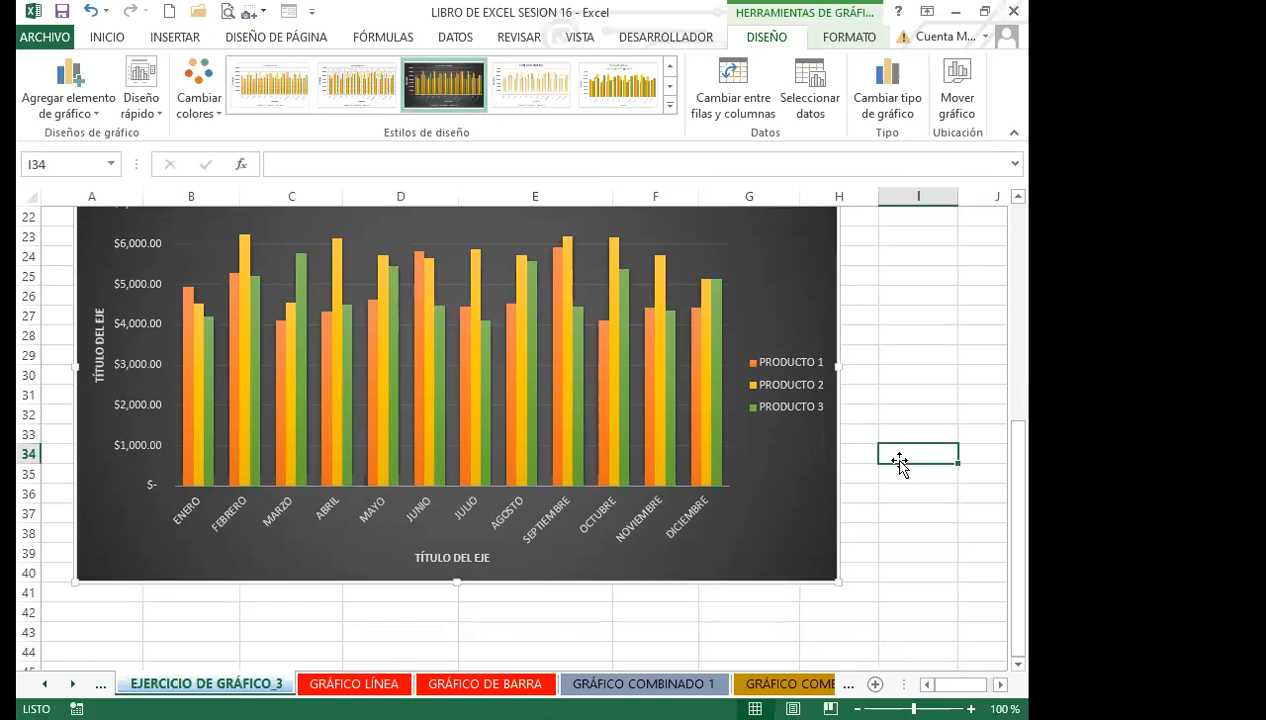 LIBRO DE EXCEL SESION 16 - Excel
HERRAMIENTAS DE GRÁFI...
?
ARCHIVO
INICIO
INSERTAR
DISEÑO DE PÁGINA
FÓRMULAS
DATOS
REVISAR
VISTA
DESARROLLADOR
DISEÑO
FORMATO
Cuenta M...
Agregar elemento
de gráfico
Diseño
rápido
Cambiar
colores
Cambiar entre
filas y columnas
Seleccionar
datos
Cambiar tipo
de gráfico
Mover
gráfico
Diseños de gráfico
Estilos de diseño
Datos
Tipo
Ubicación
I34
fx
A B C D E F G H I J
22
23
24
25
26
27
28
29
30
31
32
33
34
35
36
37
38
39
40
41
42
43
44
$6,000.00
$5,000.00
$4,000.00
$3,000.00
$2,000.00
$1,000.00
$-
TÍTULO DEL EJE
ENERO
FEBRERO
MARZO
ABRIL
MAYO
JUNIO
JULIO
AGOSTO
SEPTIEMBRE
OCTUBRE
NOVIEMBRE
DICIEMBRE
TÍTULO DEL EJE
PRODUCTO 1
PRODUCTO 2
PRODUCTO 3
...
EJERCICIO DE GRÁFICO_3
GRÁFICO LÍNEA
GRÁFICO DE BARRA
GRÁFICO COMBINADO 1
GRÁFICO COME
...
LISTO
100 %